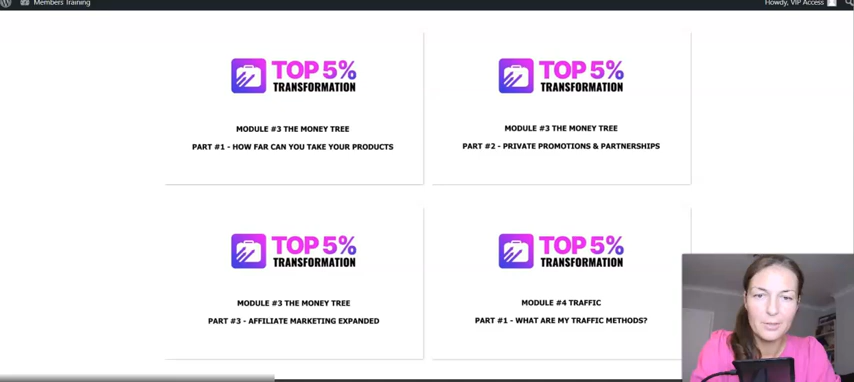 Members Training
Howdy, VIP Access
TOP 5%
TRANSFORMATION
MODULE #3 THE MONEY TREE
PART #1 - HOW FAR CAN YOU TAKE YOUR PRODUCTS
TOP 5%
TRANSFORMATION
MODULE #3 THE MONEY TREE
PART #2 - PRIVATE PROMOTIONS & PARTNERSHIPS
TOP 5%
TRANSFORMATION
MODULE #3 THE MONEY TREE
PART #3 - AFFILIATE MARKETING EXPANDED
TOP 5%
TRANSFORMATION
MODULE #4 TRAFFIC
PART #1 - WHAT ARE MY TRAFFIC METHODS?